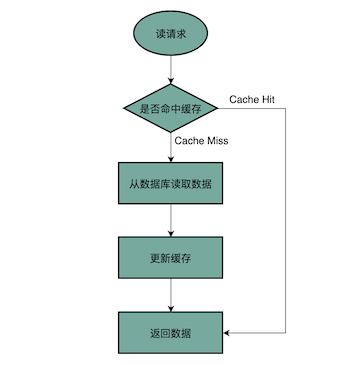 读请求
是否命中缓存
Cache Hit
Cache Miss
从数据库读取数据
更新缓存
返回数据